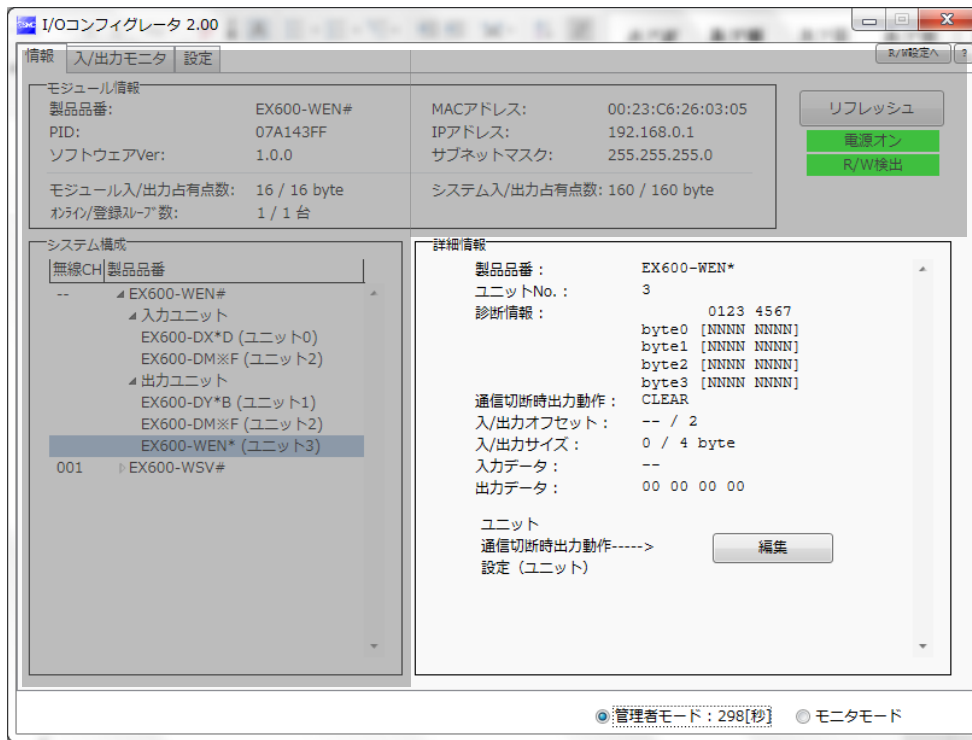 I/Oコンフィグレータ 2.00
情報 入/出力モニタ 設定 R/W設定へ ?
モジュール情報
製品品番: EX600-WEN# MACアドレス: 00:23:C6:26:03:05 リフレッシュ
PID: 07A143FF IPアドレス: 192.168.0.1 電源オン
ソフトウェアVer: 1.0.0 サブネットマスク: 255.255.255.0 R/W検出
モジュール入/出力占有点数: 16 / 16 byte システム入/出力占有点数: 160 / 160 byte
オンライン/登録スレーブ数: 1 / 1 台
システム構成
無線CH 製品品番
-- EX600-WEN#
入力ユニット
EX600-DX*D (ユニット0)
EX600-DM※F (ユニット2)
出力ユニット
EX600-DY*B (ユニット1)
EX600-DM※F (ユニット2)
EX600-WEN* (ユニット3)
001 EX600-WSV#
詳細情報
製品品番： EX600-WEN*
ユニットNo.： 3
診断情報： 0123 4567
byte0 [NNNN NNNN]
byte1 [NNNN NNNN]
byte2 [NNNN NNNN]
byte3 [NNNN NNNN]
通信切断時出力動作： CLEAR
入/出力オフセット： -- / 2
入/出力サイズ： 0 / 4 byte
入力データ： --
出力データ： 00 00 00 00
ユニット
通信切断時出力動作-----> 編集
設定（ユニット）
管理者モード：298[秒] モニタモード